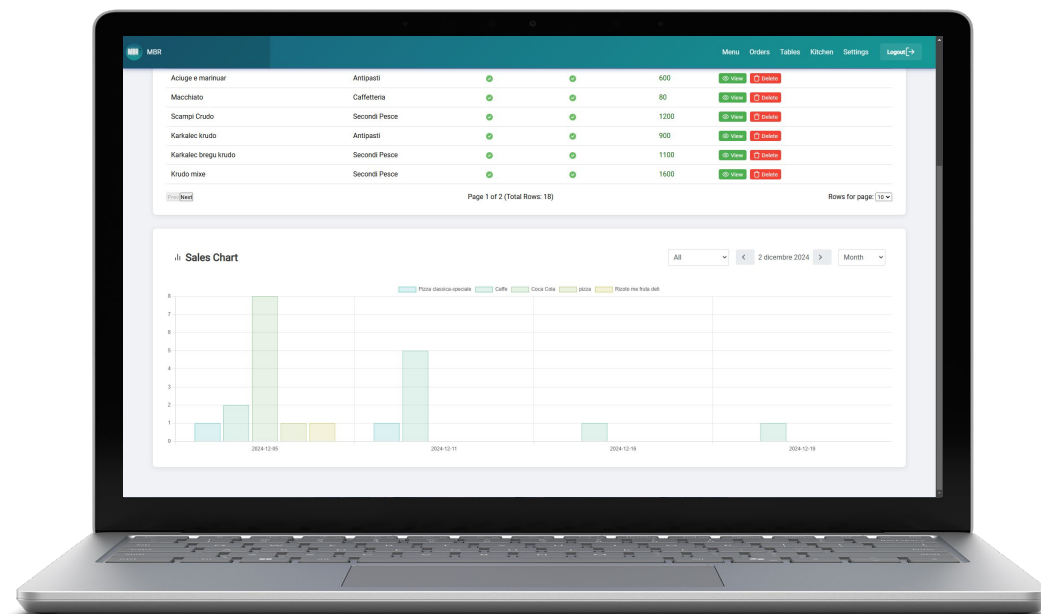 MBR MBR Menu Orders Tables Kitchen Settings Logout
Aciuge e marinuar Antipasti 600 View Delete
Macchiato Caffetteria 80 View Delete
Scampi Crudo Secondi Pesce 1200 View Delete
Karkalec krudo Antipasti 900 View Delete
Karkalec bregu krudo Secondi Pesce 1100 View Delete
Krudo mixe Secondi Pesce 1600 View Delete
Prev Next Page 1 of 2 (Total Rows: 18) Rows for page: 10
Sales Chart All < 2 dicembre 2024 > Month
Pizza classica-speciale Caffe Coca Cola pizza Rizoto me fruta deti
8
7
6
5
4
3
2
1
0
2024-12-05 2024-12-11 2024-12-16 2024-12-19